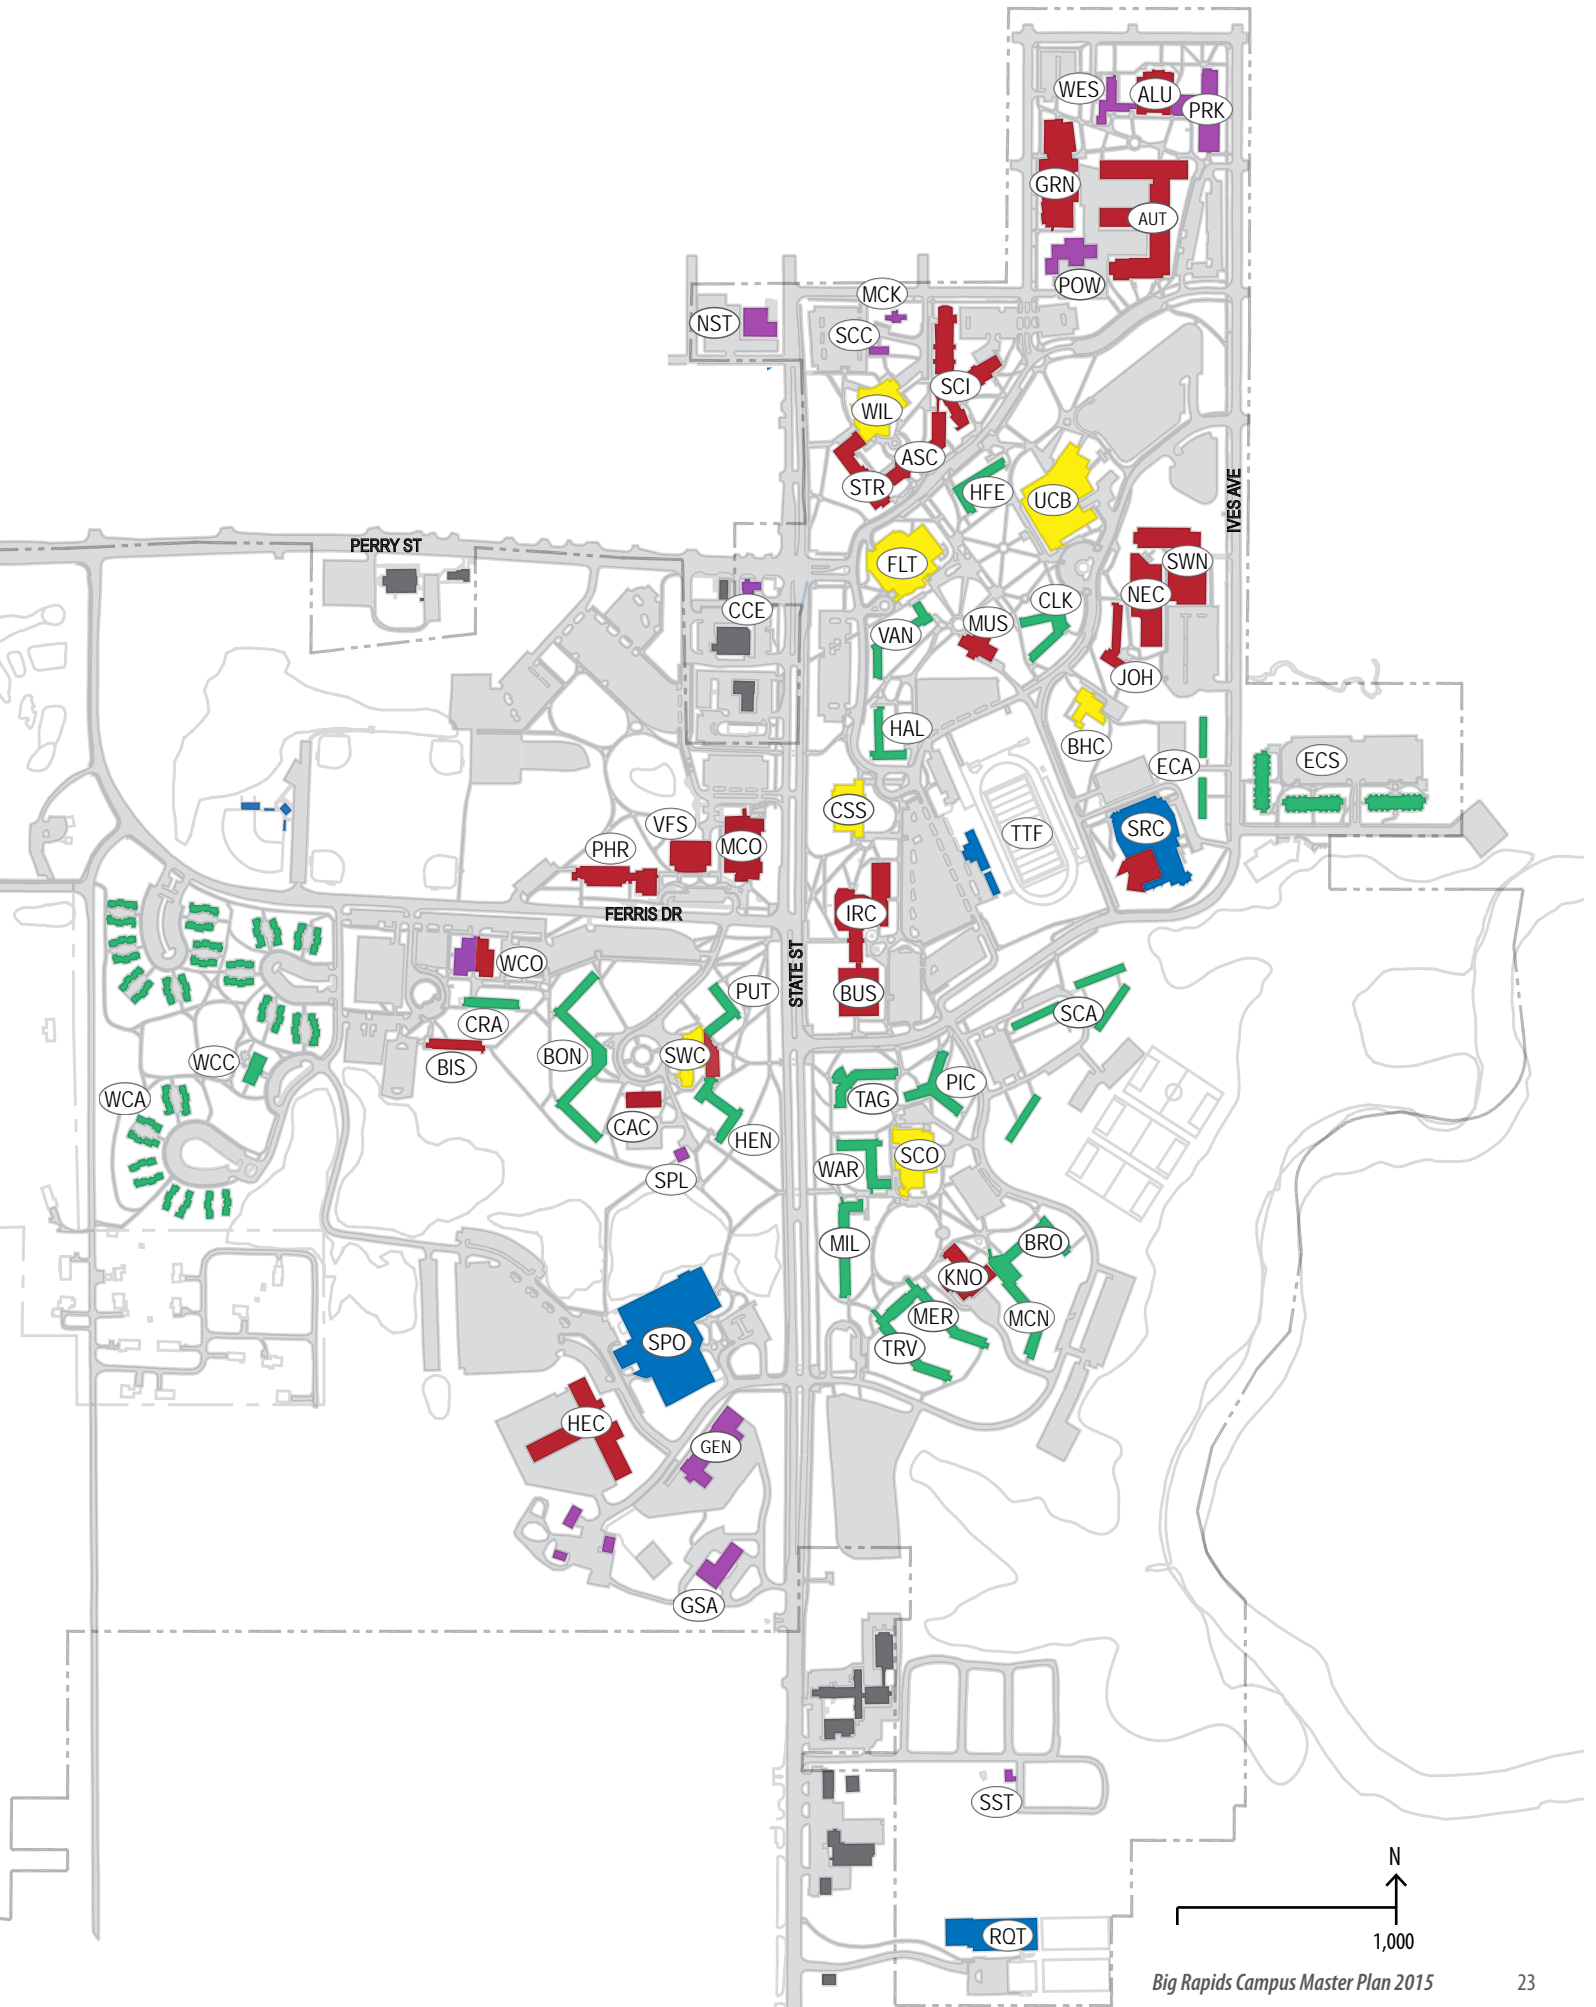 WES
ALU
PRK
GRN
AUT
POW
MCK
NST
SCC
SCI
WIL
ASC
STR
HFE
UCB
IVES AVE
PERRY ST
FLT
SWN
NEC
CCE
CLK
VAN
MUS
JOH
HAL
BHC
ECA
ECS
CSS
VFS
MCO
PHR
TTF
SRC
FERRIS DR
IRC
WCO
STATE ST
PUT
BUS
CRA
SCA
BON
SWC
WCC
BIS
WCA
TAG
PIC
CAC
HEN
WAR
SCO
SPL
MIL
BRO
KNO
MER
MCN
TRV
SPO
HEC
GEN
GSA
SST
N
RQT
1,000
Big Rapids Campus Master Plan 2015
23